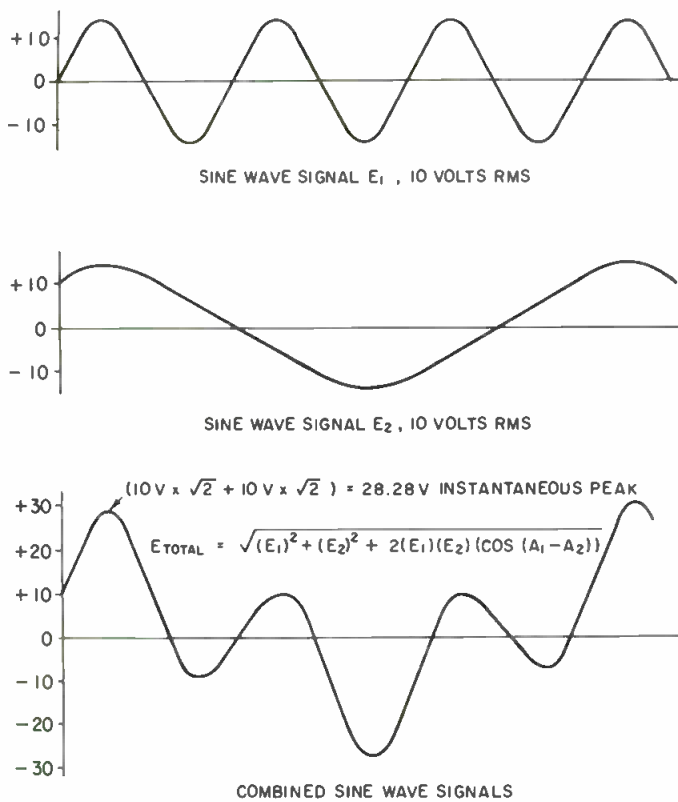 +10
0
−10
SINE WAVE SIGNAL E₁ , 10 VOLTS RMS
+10
0
−10
SINE WAVE SIGNAL E₂ , 10 VOLTS RMS
(10 V x √2 + 10 V x √2 ) = 28.28 V INSTANTANEOUS PEAK
+30
E TOTAL = √(E₁)² + (E₂)² + 2(E₁)(E₂)(COS (A₁−A₂))
+20
+10
0
−10
−20
−30
COMBINED SINE WAVE SIGNALS